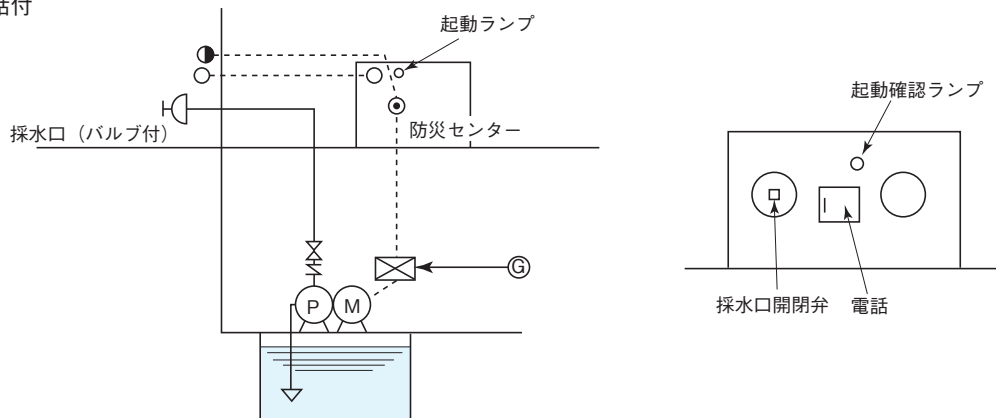 話付
起動ランプ
採水口（バルブ付）
防災センター
P
M
G
起動確認ランプ
採水口開閉弁
電話